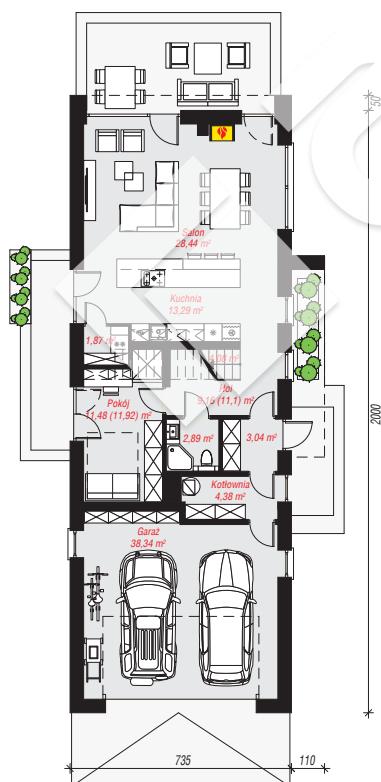 50
Salon
28,44 m²
Kuchnia
13,29 m²
1,87
1,08
Hol
9,15 (11,1) m²
Pokój
11,48 (11,92) m²
2,89 m²
3,04 m²
Kotłownia
4,38 m²
Garaż
38,34 m²
2000
735
110